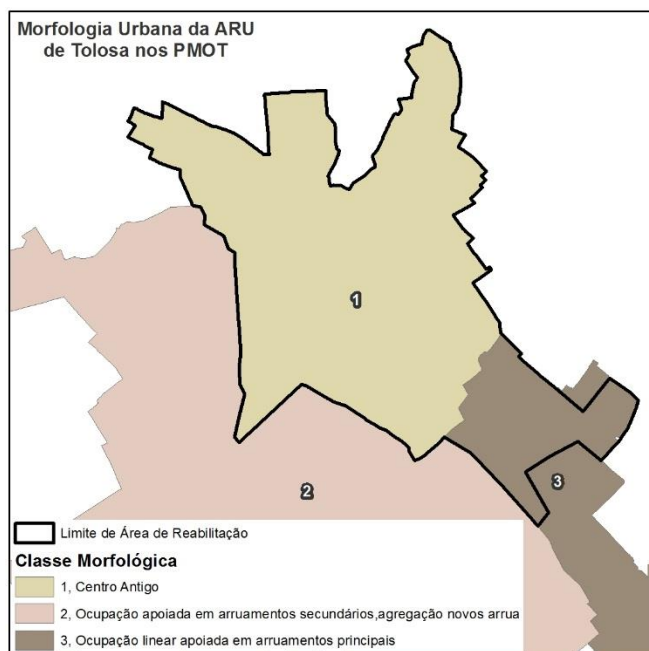 Morfologia Urbana da ARU
de Tolosa nos PMOT
1
2
3
Limite de Área de Reabilitação
Classe Morfológica
1, Centro Antigo
2, Ocupação apoiada em arruamentos secundários,agregação novos arrua
3, Ocupação linear apoiada em arruamentos principais